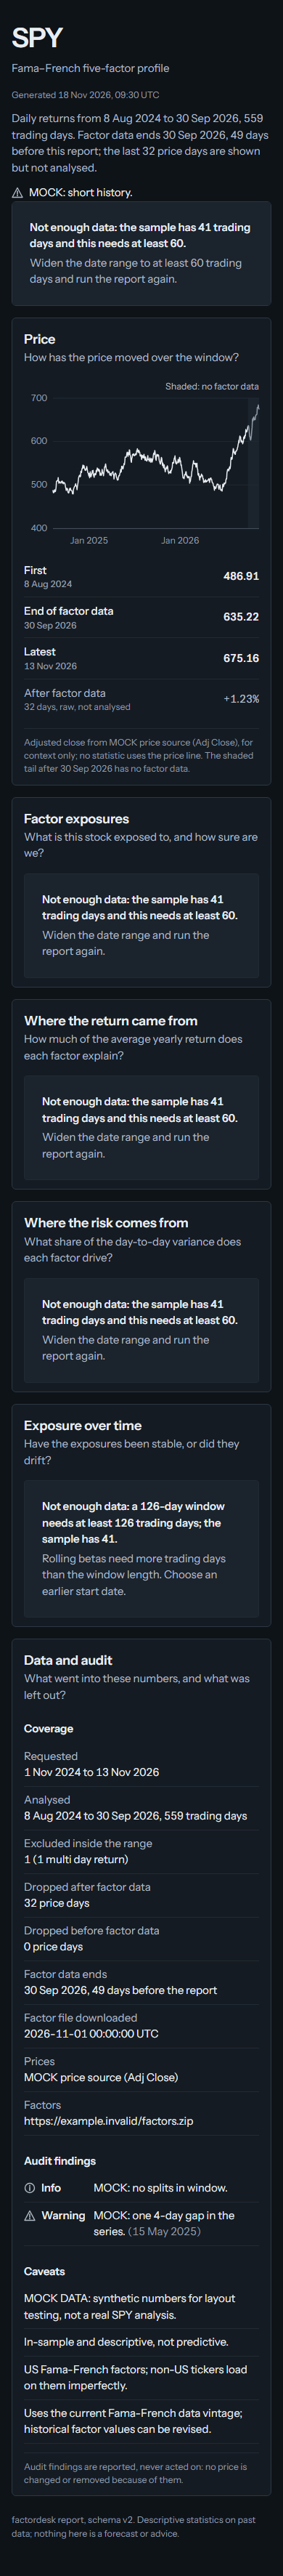 SPY
Fama-French five-factor profile
Generated 18 Nov 2026, 09:30 UTC
Daily returns from 8 Aug 2024 to 30 Sep 2026, 559
trading days. Factor data ends 30 Sep 2026, 49 days
before this report; the last 32 price days are shown
but not analysed.
MOCK: short history.
Not enough data: the sample has 41 trading
days and this needs at least 60.
Widen the date range to at least 60 trading
days and run the report again.
Price
How has the price moved over the window?
Shaded: no factor data
700
600
500
400
Jan 2025 Jan 2026
First
8 Aug 2024
486.91
End of factor data
30 Sep 2026
635.22
Latest
13 Nov 2026
675.16
After factor data
32 days, raw, not analysed
+1.23%
Adjusted close from MOCK price source (Adj Close), for
context only; no statistic uses the price line. The shaded
tail after 30 Sep 2026 has no factor data.
Factor exposures
What is this stock exposed to, and how sure are
we?
Not enough data: the sample has 41
trading days and this needs at least 60.
Widen the date range and run the
report again.
Where the return came from
How much of the average yearly return does
each factor explain?
Not enough data: the sample has 41
trading days and this needs at least 60.
Widen the date range and run the
report again.
Where the risk comes from
What share of the day-to-day variance does
each factor drive?
Not enough data: the sample has 41
trading days and this needs at least 60.
Widen the date range and run the
report again.
Exposure over time
Have the exposures been stable, or did they
drift?
Not enough data: a 126-day window
needs at least 126 trading days; the
sample has 41.
Rolling betas need more trading days
than the window length. Choose an
earlier start date.
Data and audit
What went into these numbers, and what was
left out?
Coverage
Requested
1 Nov 2024 to 13 Nov 2026
Analysed
8 Aug 2024 to 30 Sep 2026, 559 trading days
Excluded inside the range
1 (1 multi day return)
Dropped after factor data
32 price days
Dropped before factor data
0 price days
Factor data ends
30 Sep 2026, 49 days before the report
Factor file downloaded
2026-11-01 00:00:00 UTC
Prices
MOCK price source (Adj Close)
Factors
https://example.invalid/factors.zip
Audit findings
Info MOCK: no splits in window.
Warning MOCK: one 4-day gap in the
series. (15 May 2025)
Caveats
MOCK DATA: synthetic numbers for layout
testing, not a real SPY analysis.
In-sample and descriptive, not predictive.
US Fama-French factors; non-US tickers load
on them imperfectly.
Uses the current Fama-French data vintage;
historical factor values can be revised.
Audit findings are reported, never acted on: no price is
changed or removed because of them.
factordesk report, schema v2. Descriptive statistics on past
data; nothing here is a forecast or advice.